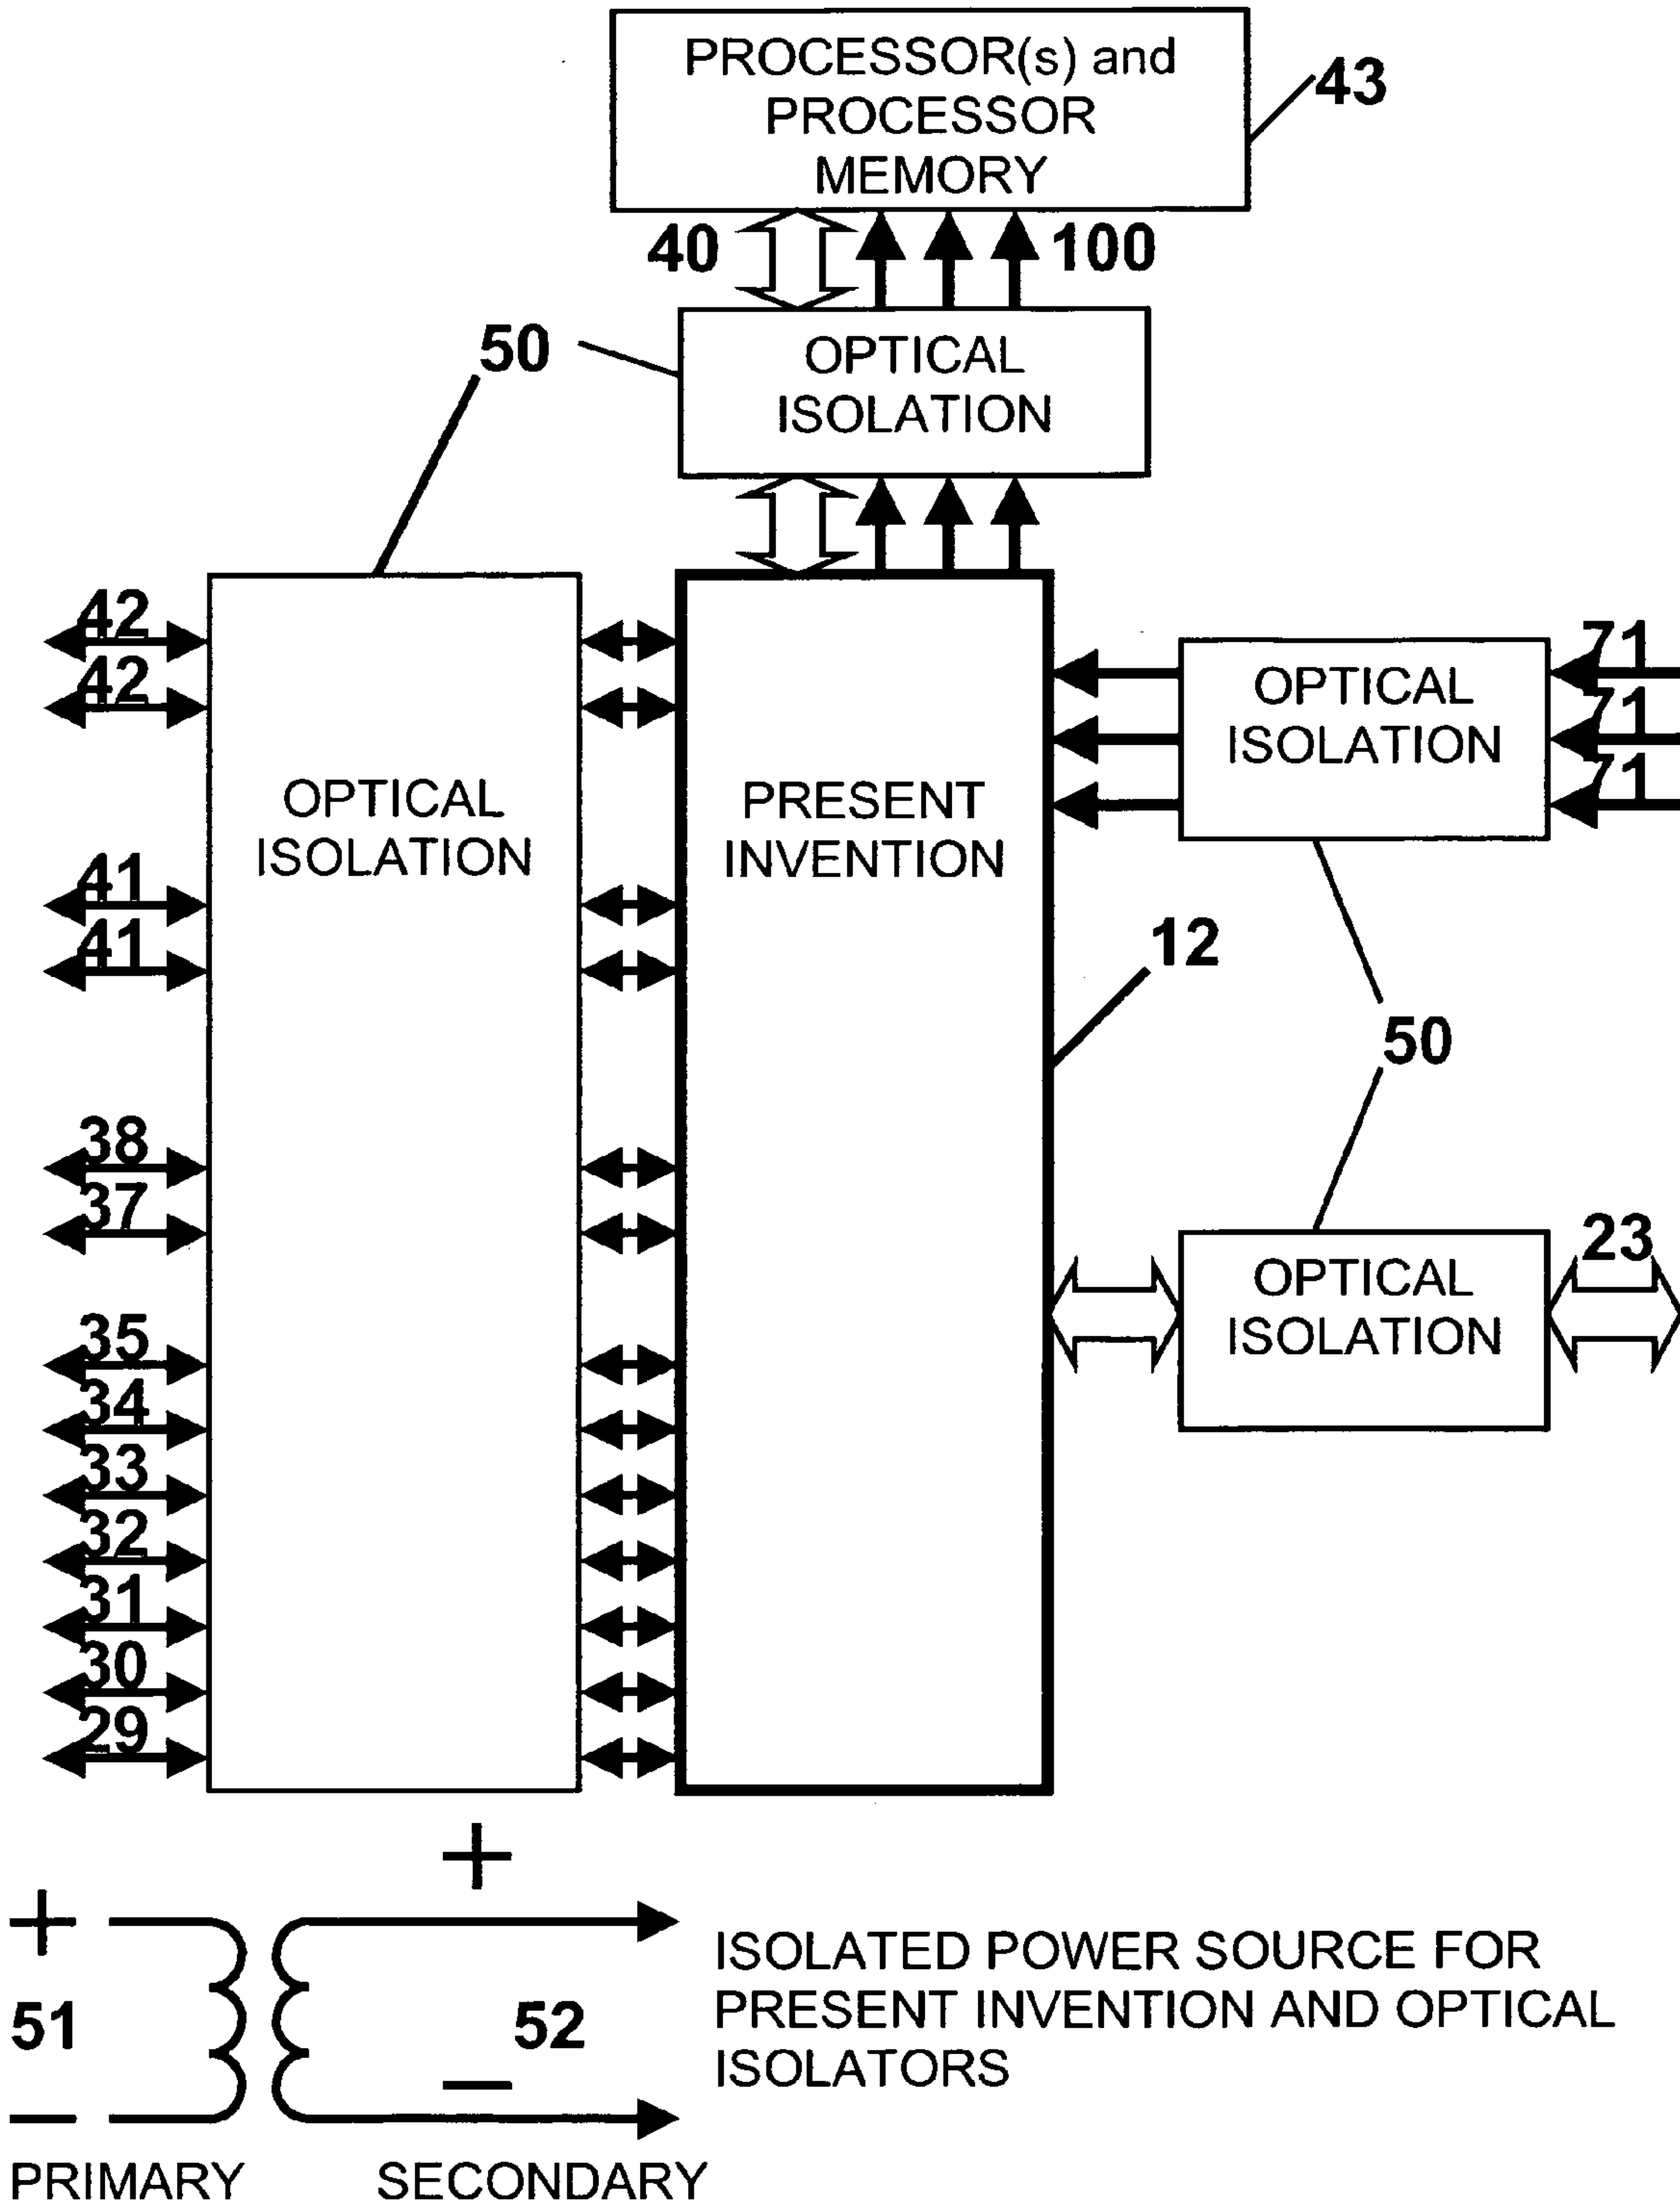 PROCESSOR(s) and
PROCESSOR
MEMORY
43
40
100
50
OPTICAL
ISOLATION
42
42
41
41
38
37
35
34
33
32
31
30
29
OPTICAL
ISOLATION
PRESENT
INVENTION
12
OPTICAL
ISOLATION
71
71
71
50
OPTICAL
ISOLATION
23
+
+
51
52
—
—
PRIMARY
SECONDARY
ISOLATED POWER SOURCE FOR
PRESENT INVENTION AND OPTICAL
ISOLATORS